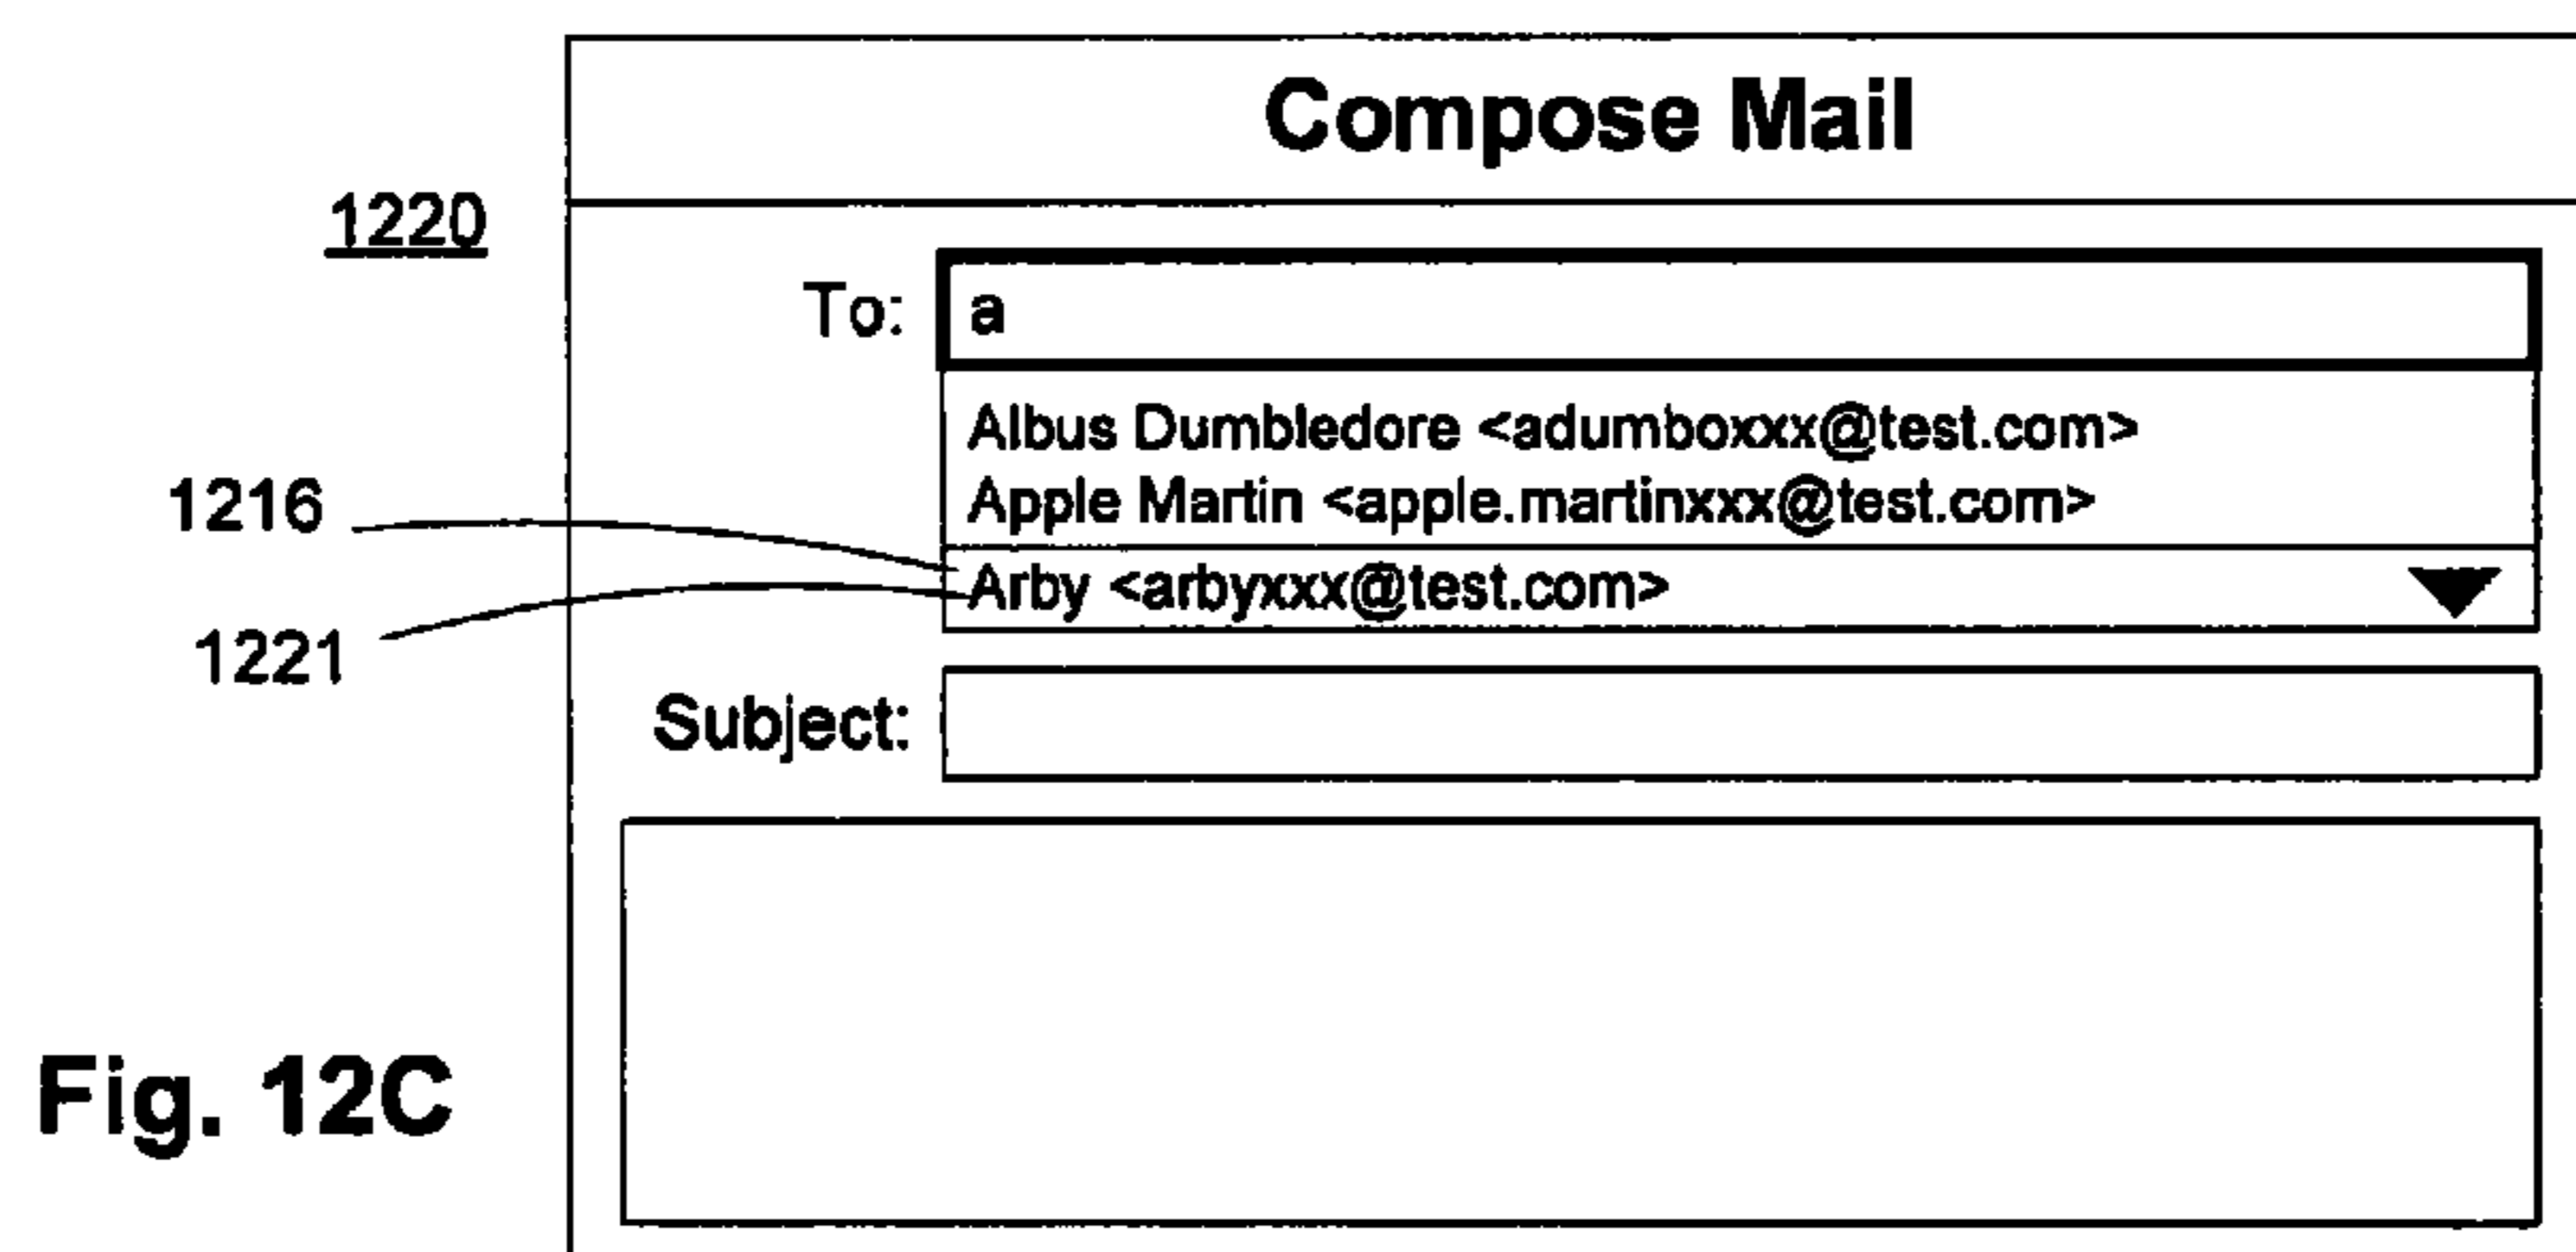 Compose Mail
1220
To: a
Albus Dumbledore <adumboxxx@test.com>
Apple Martin <apple.martinxxx@test.com>
1216
Arby <arbyxxx@test.com>
1221
Subject:
Fig. 12C